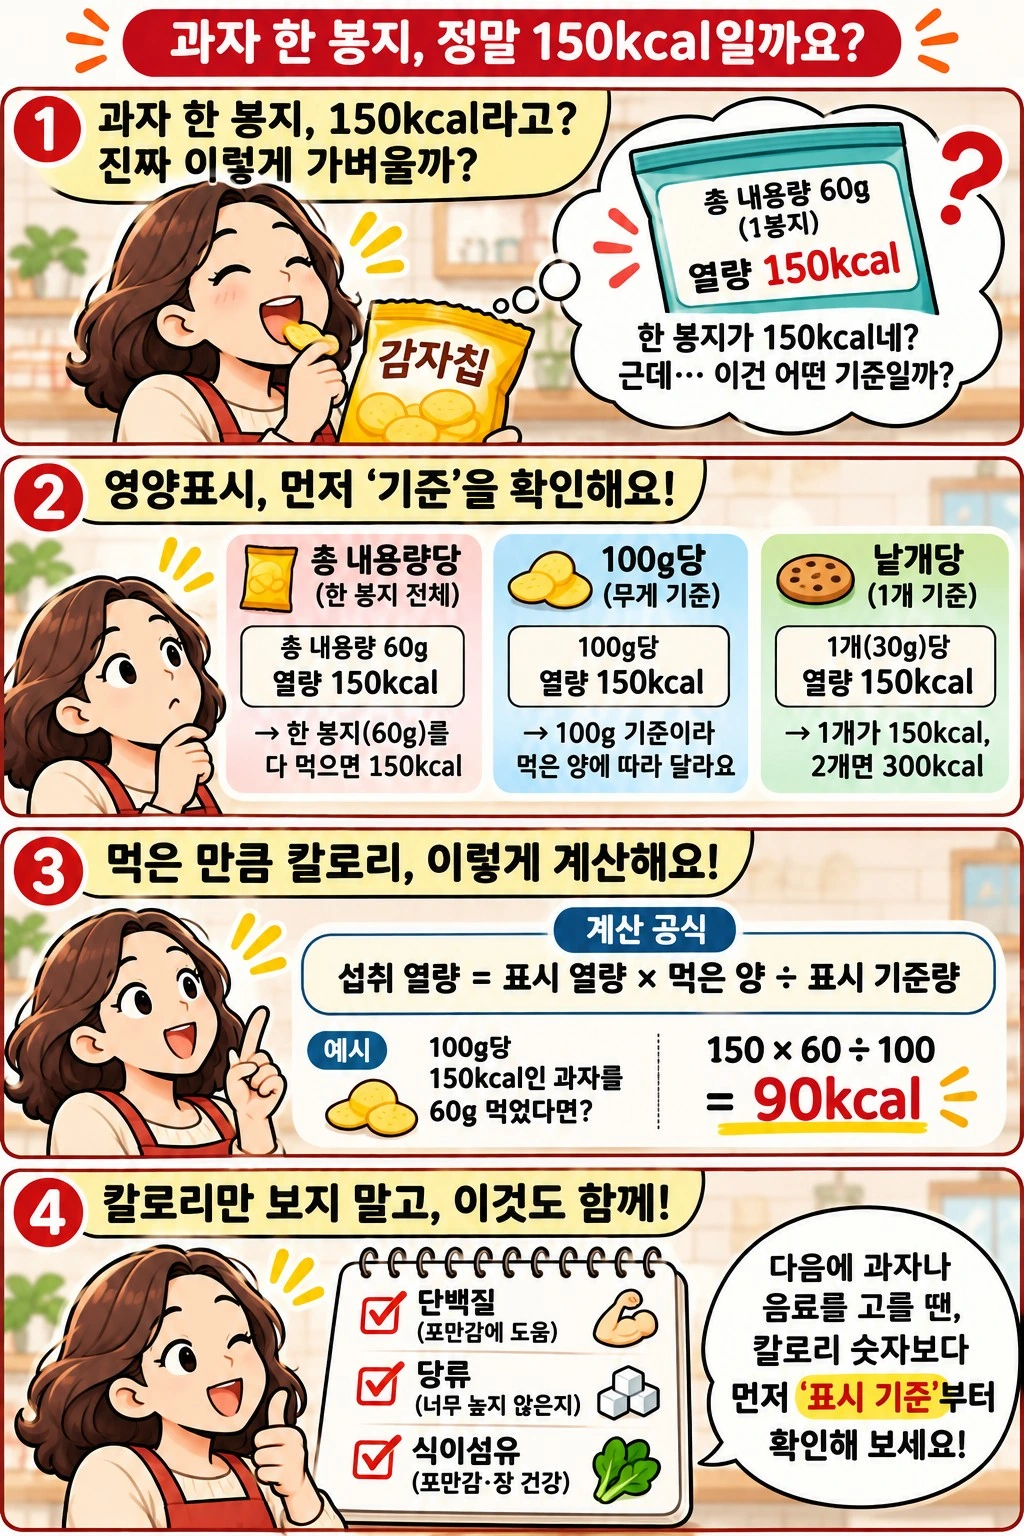 과자 한 봉지, 정말 150kcal일까요?
1
과자 한 봉지, 150kcal라고?
진짜 이렇게 가벼울까?
감자칩
총 내용량 60g
(1봉지)
열량 150kcal
?
한 봉지가 150kcal네?
근데… 이건 어떤 기준일까?
2
영양표시, 먼저 ‘기준’을 확인해요!
총 내용량당
(한 봉지 전체)
총 내용량 60g
열량 150kcal
→ 한 봉지(60g)를
다 먹으면 150kcal
100g당
(무게 기준)
100g당
열량 150kcal
→ 100g 기준이라
먹은 양에 따라 달라요
낱개당
(1개 기준)
1개(30g)당
열량 150kcal
→ 1개가 150kcal,
2개면 300kcal
3
먹은 만큼 칼로리, 이렇게 계산해요!
계산 공식
섭취 열량 = 표시 열량 × 먹은 양 ÷ 표시 기준량
예시
100g당
150kcal인 과자를
60g 먹었다면?
150 × 60 ÷ 100
= 90kcal
4
칼로리만 보지 말고, 이것도 함께!
단백질
(포만감에 도움)
당류
(너무 높지 않은지)
식이섬유
(포만감·장 건강)
다음에 과자나
음료를 고를 땐,
칼로리 숫자보다
먼저 ‘표시 기준’부터
확인해 보세요!